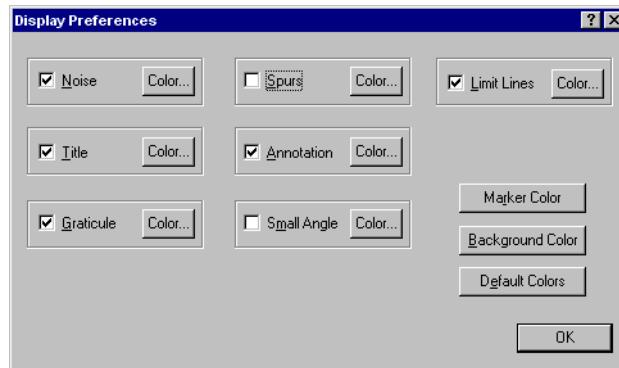 Display Preferences
Noise Color... Spurs Color... Limit Lines Color...
Title Color... Annotation Color...
Graticule Color... Small Angle Color...
Marker Color
Background Color
Default Colors
OK